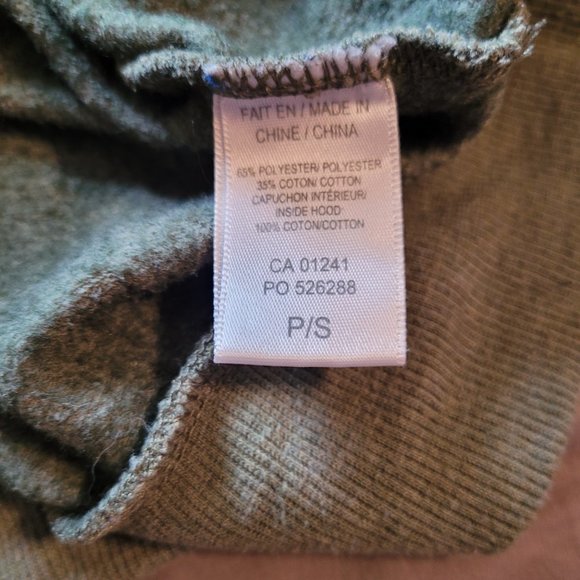 FAIT EN / MADE IN
CHINE / CHINA
65% POLYESTER/ POLYESTER
35% COTON/ COTTON
CAPUCHON INTÉRIEUR/
INSIDE HOOD
100% COTON/COTTON
CA 01241
PO 526288
P/S